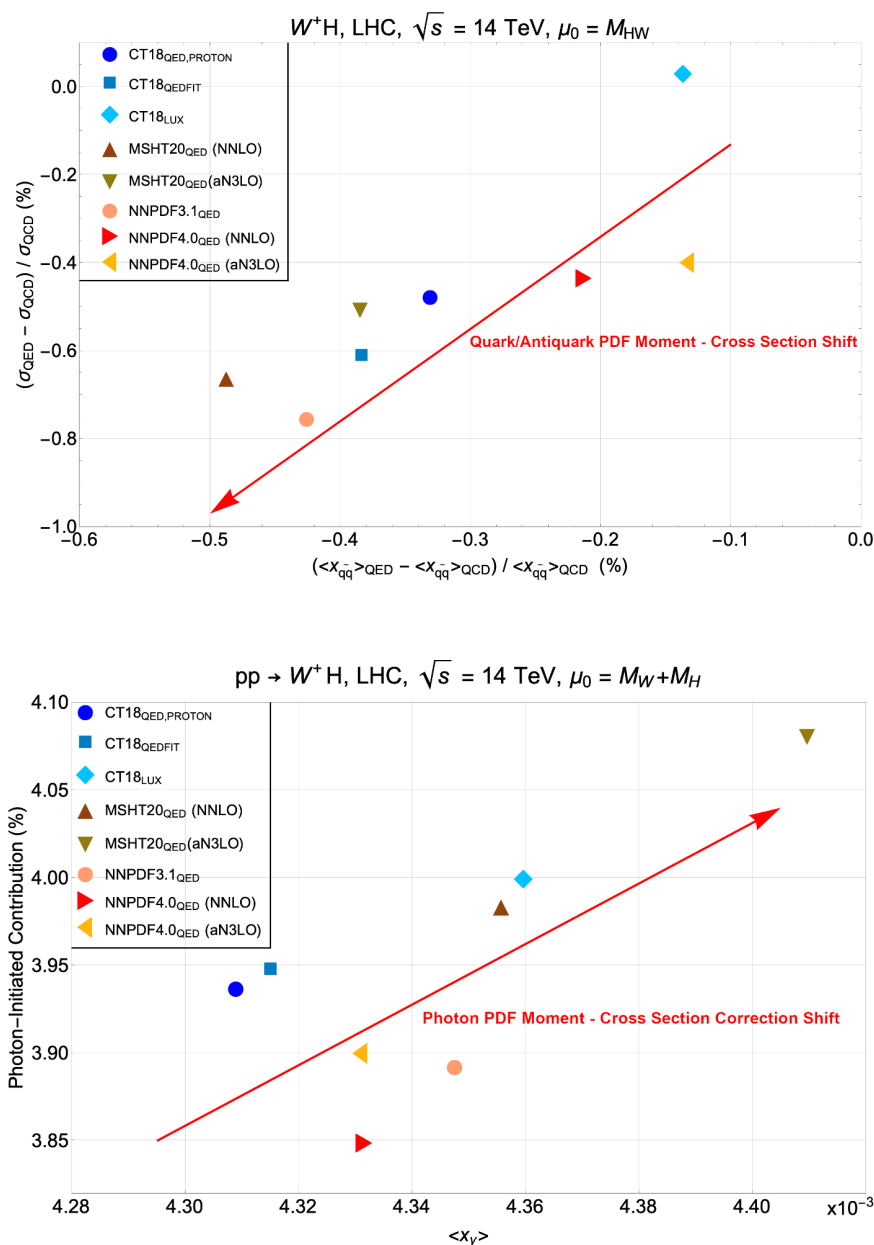 W⁺H, LHC, √s = 14 TeV, μ₀ = M_HW
CT18_QED,PROTON
CT18_QEDFIT
CT18_LUX
MSHT20_QED (NNLO)
MSHT20_QED(aN3LO)
NNPDF3.1_QED
NNPDF4.0_QED (NNLO)
NNPDF4.0_QED (aN3LO)
0.0
−0.2
−0.4
−0.6
−0.8
−1.0
(σ_QED − σ_QCD) / σ_QCD (%)
Quark/Antiquark PDF Moment - Cross Section Shift
−0.6 −0.5 −0.4 −0.3 −0.2 −0.1 0.0
(<x_qq̄>_QED − <x_qq̄>_QCD) / <x_qq̄>_QCD (%)
pp → W⁺H, LHC, √s = 14 TeV, μ₀ = M_W+M_H
CT18_QED,PROTON
CT18_QEDFIT
CT18_LUX
MSHT20_QED (NNLO)
MSHT20_QED(aN3LO)
NNPDF3.1_QED
NNPDF4.0_QED (NNLO)
NNPDF4.0_QED (aN3LO)
4.10
4.05
4.00
3.95
3.90
3.85
Photon−Initiated Contribution (%)
Photon PDF Moment - Cross Section Correction Shift
4.28 4.30 4.32 4.34 4.36 4.38 4.40 x10⁻³
<x_γ>